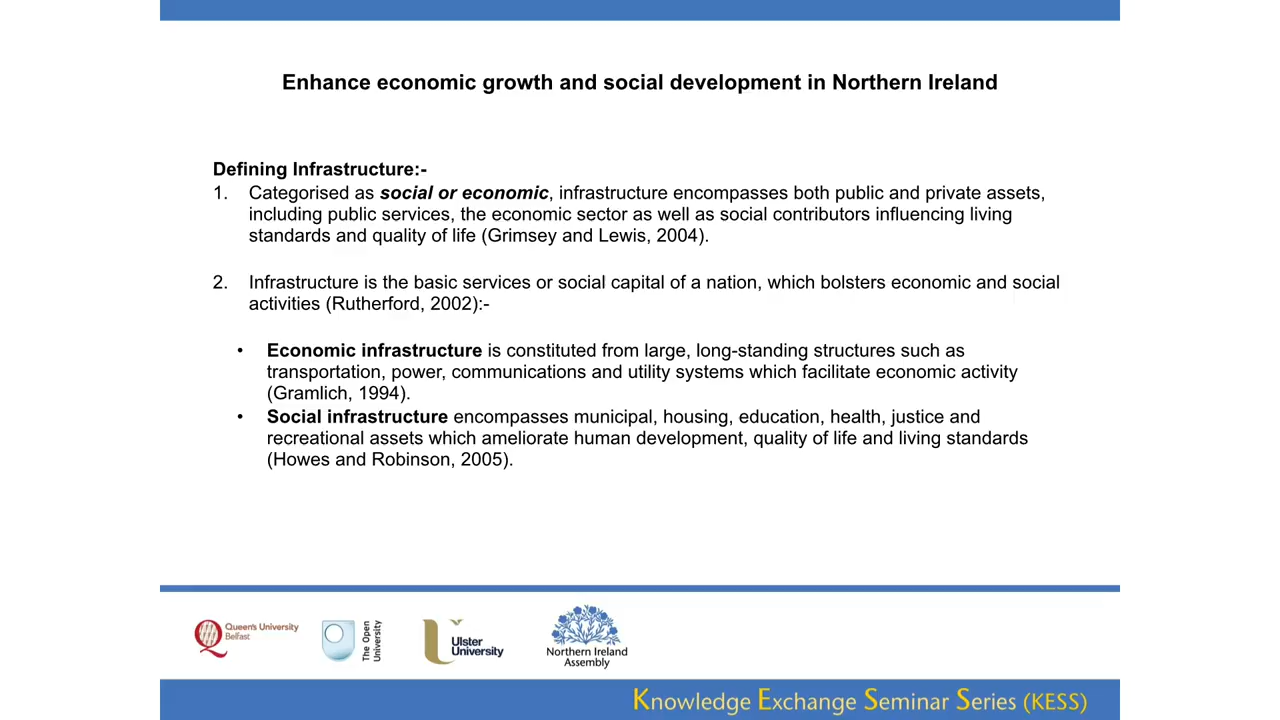 Enhance economic growth and social development in Northern Ireland
Defining Infrastructure:-
1. Categorised as social or economic, infrastructure encompasses both public and private assets,
including public services, the economic sector as well as social contributors influencing living
standards and quality of life (Grimsey and Lewis, 2004).
2. Infrastructure is the basic services or social capital of a nation, which bolsters economic and social
activities (Rutherford, 2002):-
• Economic infrastructure is constituted from large, long-standing structures such as
transportation, power, communications and utility systems which facilitate economic activity
(Gramlich, 1994).
• Social infrastructure encompasses municipal, housing, education, health, justice and
recreational assets which ameliorate human development, quality of life and living standards
(Howes and Robinson, 2005).
Queen's University
Belfast
The Open
University
Ulster
University
Northern Ireland
Assembly
Knowledge Exchange Seminar Series (KESS)